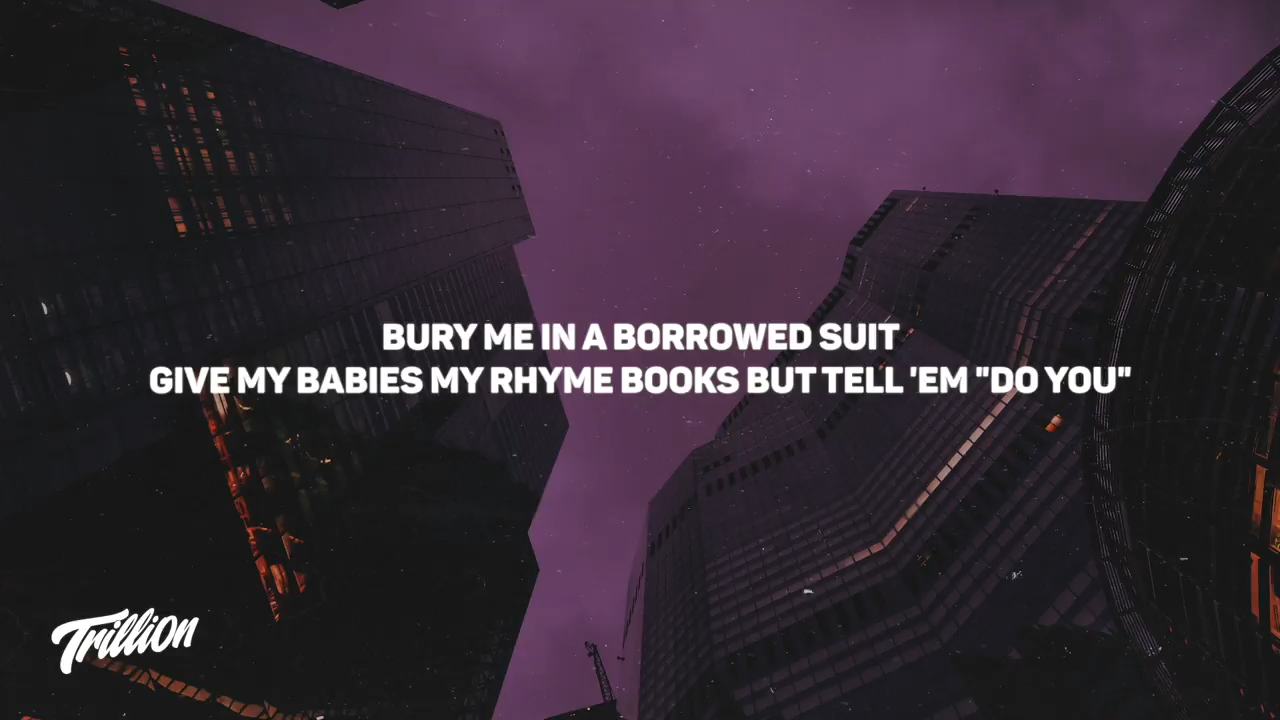 BURY ME IN A BORROWED SUIT
GIVE MY BABIES MY RHYME BOOKS BUT TELL 'EM "DO YOU"
Trillion